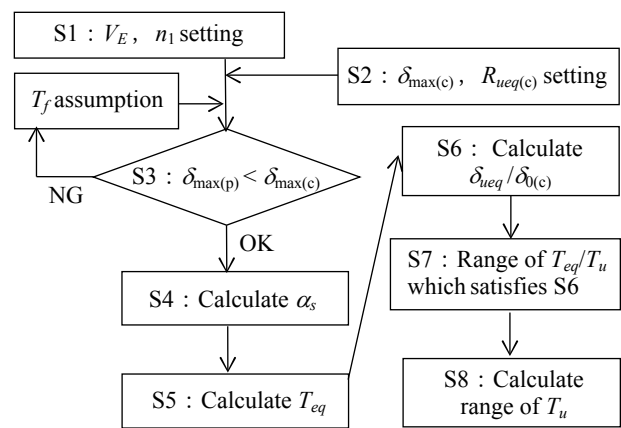 S1 : V_E , n_1 setting
S2 : δ_max(c) , R_ueq(c) setting
T_f assumption
S3 : δ_max(p) < δ_max(c)
NG
OK
S4 : Calculate α_s
S5 : Calculate T_eq
S6 : Calculate
δ_ueq/δ_0(c)
S7 : Range of T_eq/T_u
which satisfies S6
S8 : Calculate
range of T_u